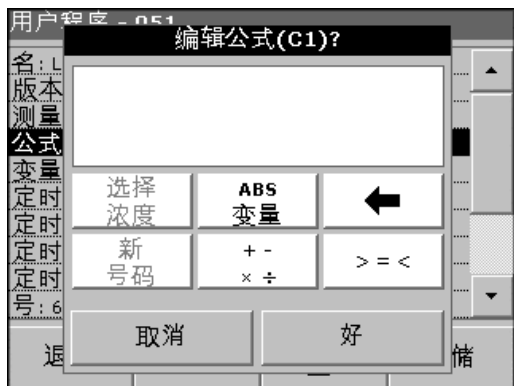 用户程序 - 051
编辑公式(C1)?
名: L
版本
测量
公式
变量
定时
定时
定时
定时
号: 6
选择
浓度
ABS
变量
新
号码
+ -
× ÷
> = <
取消
好
退
储